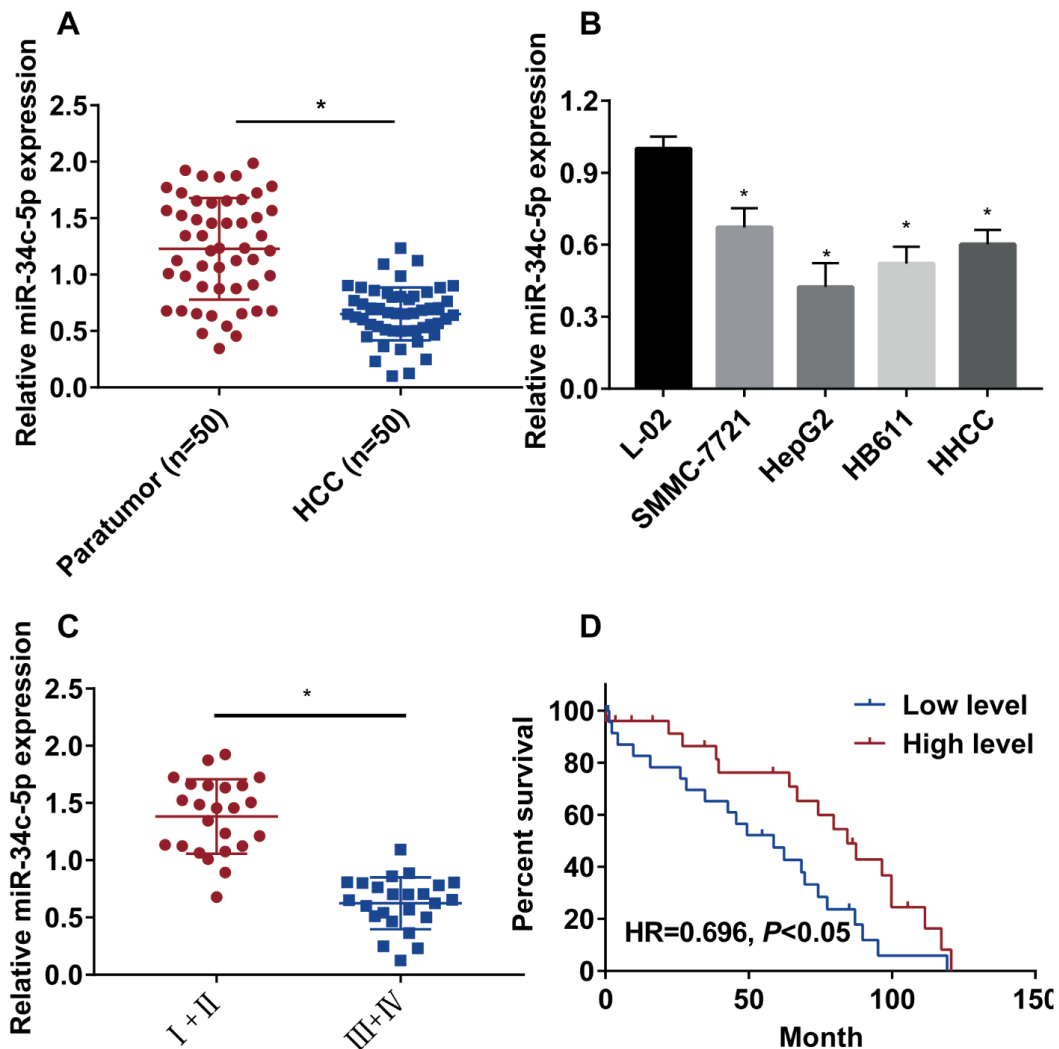 A
Relative miR-34c-5p expression
2.5
2.0
1.5
1.0
0.5
0.0
*
Paratumor (n=50)
HCC (n=50)
B
Relative miR-34c-5p expression
1.2
0.9
0.6
0.3
0.0
*
*
*
*
L-02
SMMC-7721
HepG2
HB611
HHCC
C
Relative miR-34c-5p expression
2.5
2.0
1.5
1.0
0.5
0.0
*
I+II
III+IV
D
Percent survival
100
80
60
40
20
0
Low level
High level
HR=0.696, P<0.05
0
50
100
150
Month